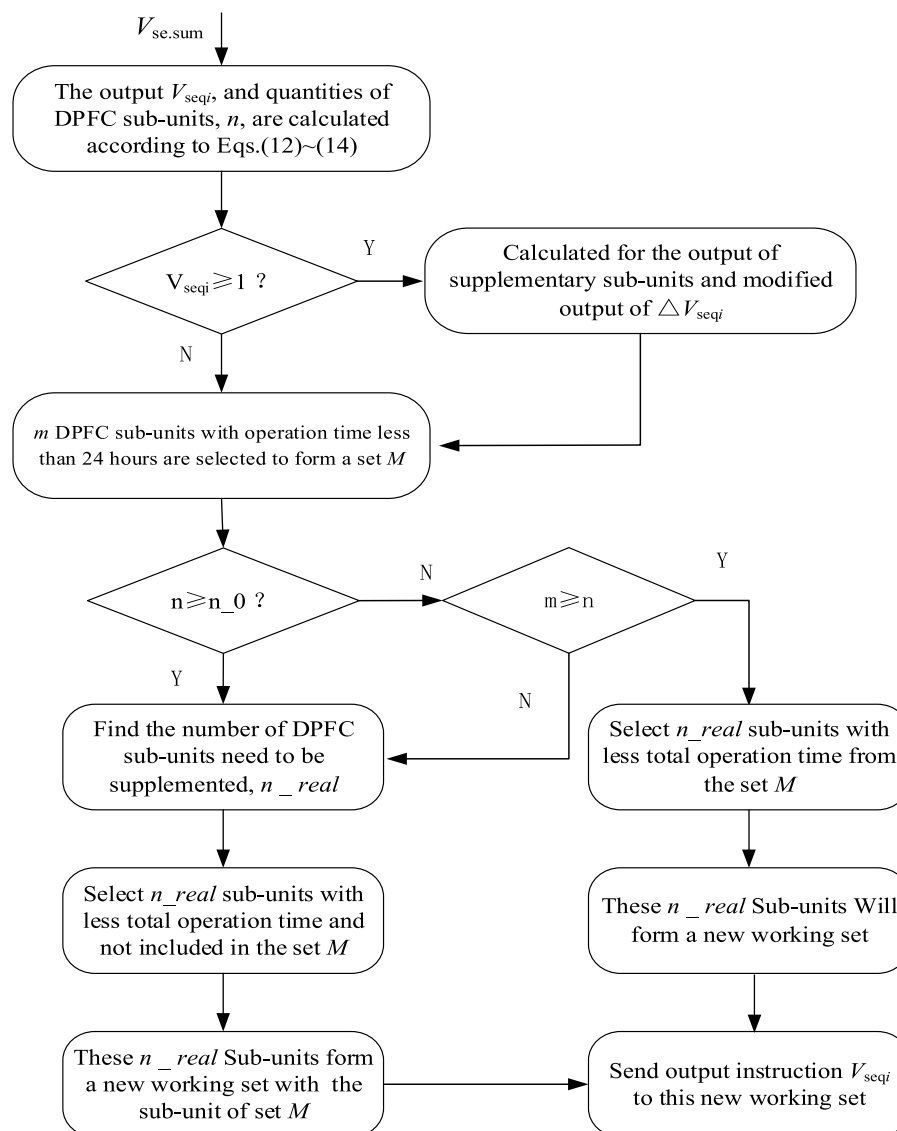 V_se.sum
The output V_seqi, and quantities of
DPFC sub-units, n, are calculated
according to Eqs.(12)~(14)
V_seqi≥1 ?
Y
Calculated for the output of
supplementary sub-units and modified
output of △V_seqi
N
m DPFC sub-units with operation time less
than 24 hours are selected to form a set M
n≥n_0 ?
N
m≥n
Y
Y
N
Find the number of DPFC
sub-units need to be
supplemented, n _ real
Select n_real sub-units with
less total operation time from
the set M
Select n_real sub-units with
less total operation time and
not included in the set M
These n _ real Sub-units Will
form a new working set
These n _ real Sub-units form
a new working set with the
sub-unit of set M
Send output instruction V_seqi
to this new working set